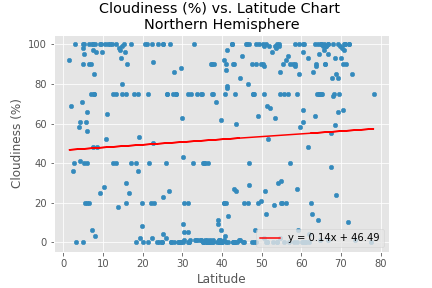 Cloudiness (%) vs. Latitude Chart
Northern Hemisphere
Cloudiness (%)
100
80
60
40
20
0
y = 0.14x + 46.49
0 10 20 30 40 50 60 70 80
Latitude